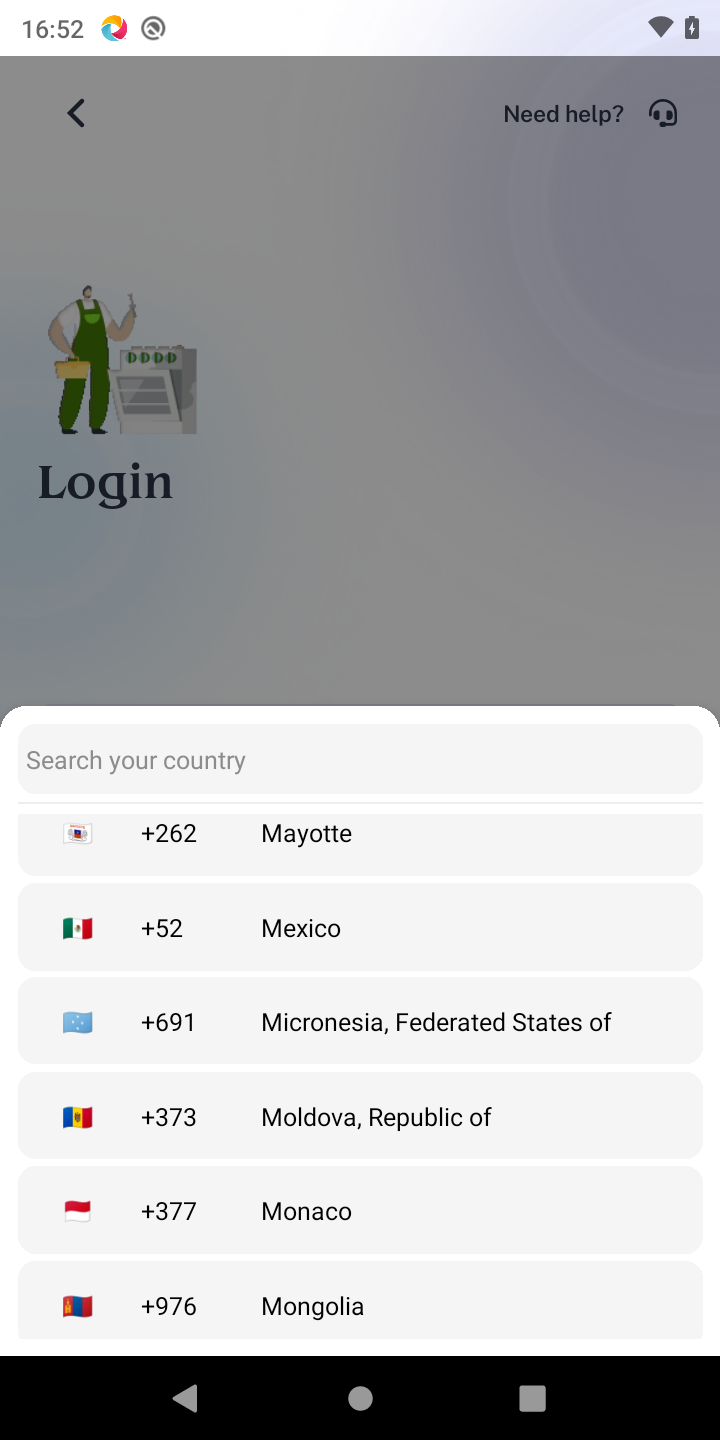 16:52
Need help?
Login
Search your country
+262 Mayotte
+52 Mexico
+691 Micronesia, Federated States of
+373 Moldova, Republic of
+377 Monaco
+976 Mongolia